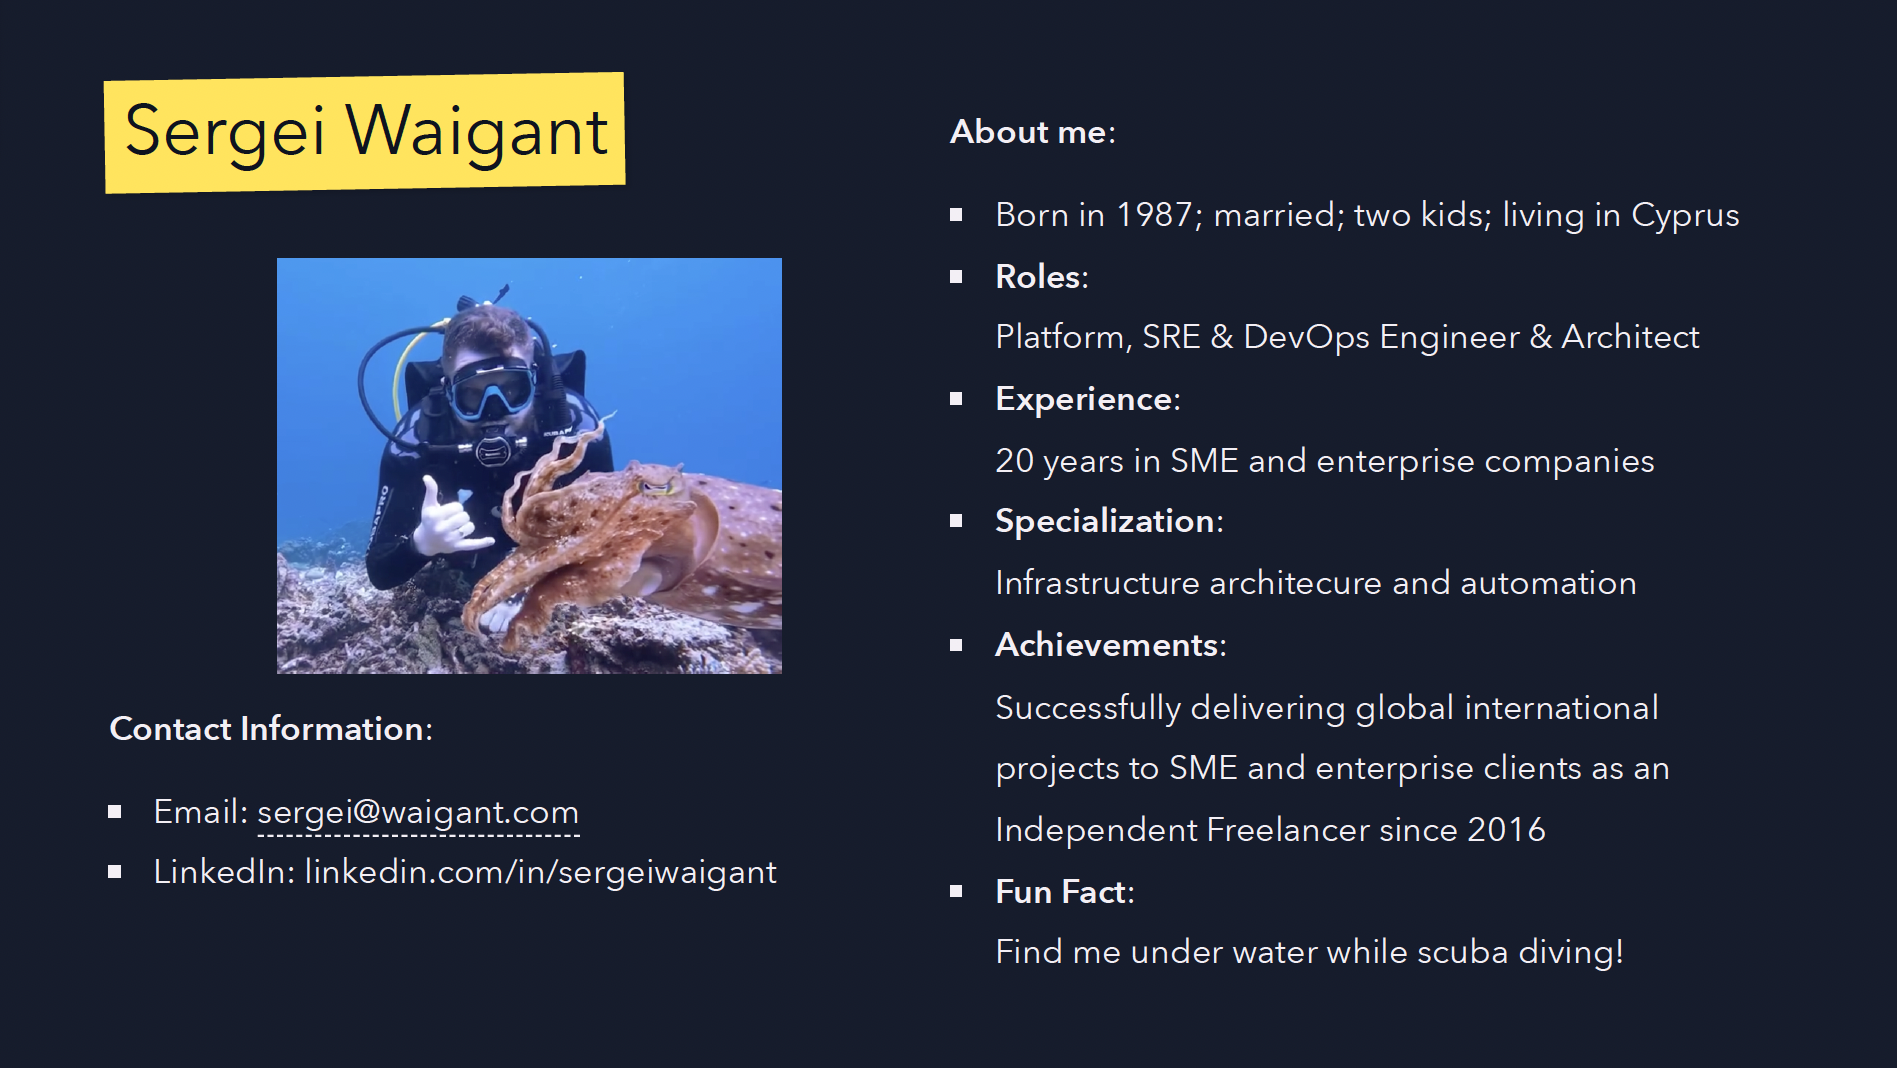 Sergei Waigant
Contact Information:
Email: sergei@waigant.com
LinkedIn: linkedin.com/in/sergeiwaigant
About me:
Born in 1987; married; two kids; living in Cyprus
Roles:
Platform, SRE & DevOps Engineer & Architect
Experience:
20 years in SME and enterprise companies
Specialization:
Infrastructure architecure and automation
Achievements:
Successfully delivering global international
projects to SME and enterprise clients as an
Independent Freelancer since 2016
Fun Fact:
Find me under water while scuba diving!